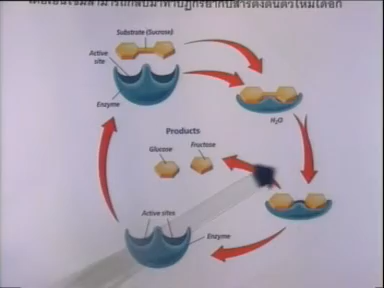 Substrate (Sucrose)
Active
site
Enzyme
H₂O
Products
Glucose
Fructose
Active sites
Enzyme